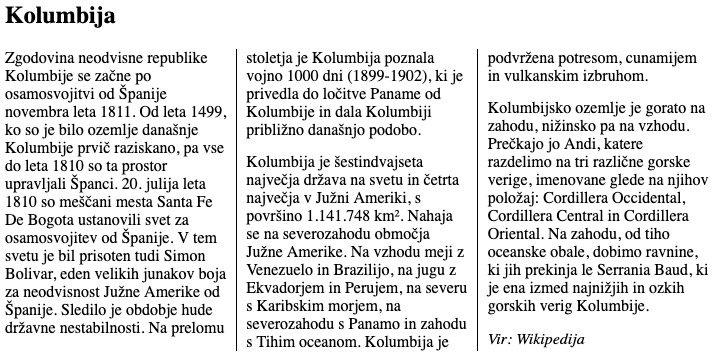 Kolumbija
Zgodovina neodvisne republike
Kolumbije se začne po
osamosvojitvi od Španije
novembra leta 1811. Od leta 1499,
ko so je bilo ozemlje današnje
Kolumbije prvič raziskano, pa vse
do leta 1810 so ta prostor
upravljali Španci. 20. julija leta
1810 so meščani mesta Santa Fe
De Bogota ustanovili svet za
osamosvojitev od Španije. V tem
svetu je bil prisoten tudi Simon
Bolivar, eden velikih junakov boja
za neodvisnost Južne Amerike od
Španije. Sledilo je obdobje hude
državne nestabilnosti. Na prelomu
stoletja je Kolumbija poznala
vojno 1000 dni (1899-1902), ki je
privedla do ločitve Paname od
Kolumbije in dala Kolumbiji
približno današnjo podobo.
Kolumbija je šestindvajseta
največja država na svetu in četrta
največja v Južni Ameriki, s
površino 1.141.748 km². Nahaja
se na severozahodu območja
Južne Amerike. Na vzhodu meji z
Venezuelo in Brazilijo, na jugu z
Ekvadorjem in Perujem, na severu
s Karibskim morjem, na
severozahodu s Panamo in zahodu
s Tihim oceanom. Kolumbija je
podvržena potresom, cunamijem
in vulkanskim izbruhom.
Kolumbijsko ozemlje je gorato na
zahodu, nižinsko pa na vzhodu.
Prečkajo jo Andi, katere
razdelimo na tri različne gorske
verige, imenovane glede na njihov
položaj: Cordillera Occidental,
Cordillera Central in Cordillera
Oriental. Na zahodu, od tiho
oceanske obale, dobimo ravnine,
ki jih prekinja le Serrania Baud, ki
je ena izmed najnižjih in ozkih
gorskih verig Kolumbije.
Vir: Wikipedija